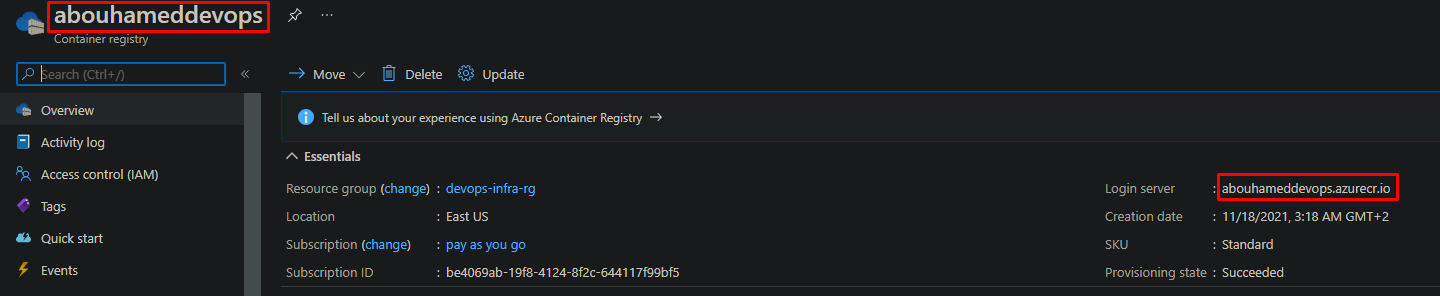 abouhameddevops
Container registry
Search (Ctrl+/)
«
Move
Delete
Update
Overview
Activity log
Access control (IAM)
Tags
Quick start
Events
Tell us about your experience using Azure Container Registry →
Essentials
Resource group (change) : devops-infra-rg
Location : East US
Subscription (change) : pay as you go
Subscription ID : be4069ab-19f8-4124-8f2c-644117f99bf5
Login server : abouhameddevops.azurecr.io
Creation date : 11/18/2021, 3:18 AM GMT+2
SKU : Standard
Provisioning state : Succeeded